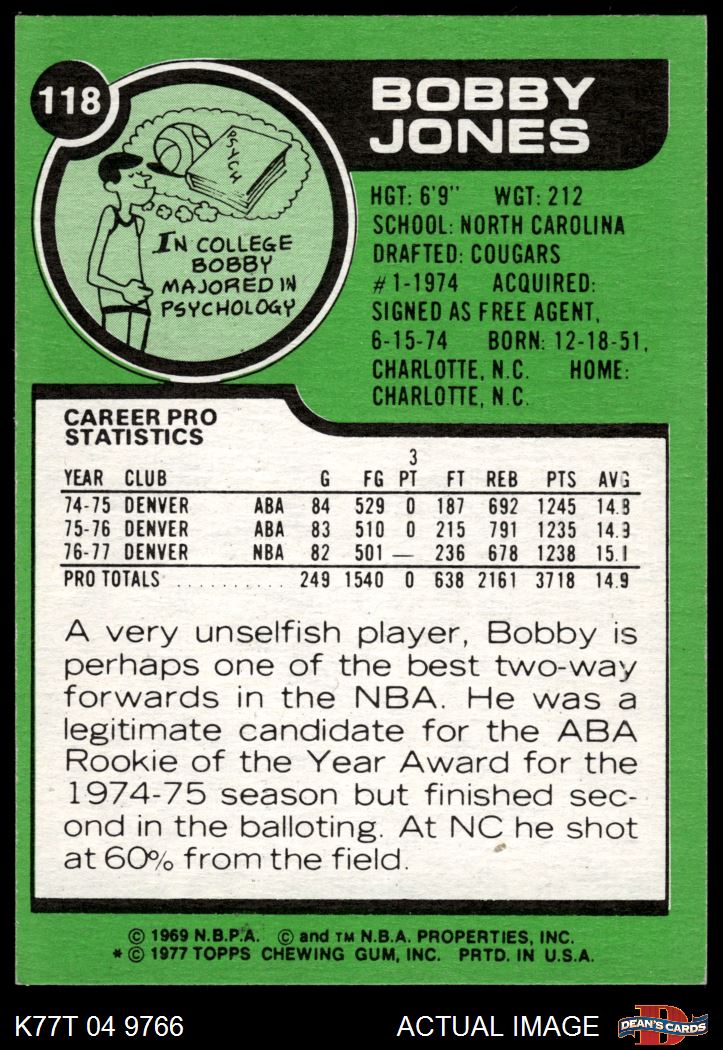 118
BOBBY
JONES
PSYCH
IN COLLEGE
BOBBY
MAJORED IN
PSYCHOLOGY
HGT: 6'9" WGT: 212
SCHOOL: NORTH CAROLINA
DRAFTED: COUGARS
#1-1974 ACQUIRED:
SIGNED AS FREE AGENT,
6-15-74 BORN: 12-18-51,
CHARLOTTE, N.C. HOME:
CHARLOTTE, N.C.
CAREER PRO
STATISTICS
3
YEAR CLUB G FG PT FT REB PTS AVG
74-75 DENVER ABA 84 529 0 187 692 1245 14.8
75-76 DENVER ABA 83 510 0 215 791 1235 14.9
76-77 DENVER NBA 82 501 — 236 678 1238 15.1
PRO TOTALS .......... 249 1540 0 638 2161 3718 14.9
A very unselfish player, Bobby is
perhaps one of the best two-way
forwards in the NBA. He was a
legitimate candidate for the ABA
Rookie of the Year Award for the
1974-75 season but finished sec-
ond in the balloting. At NC he shot
at 60% from the field.
© 1969 N.B.P.A. © and TM N.B.A. PROPERTIES, INC.
* © 1977 TOPPS CHEWING GUM, INC. PRTD. IN U.S.A.
K77T 04 9766 ACTUAL IMAGE DEAN'S CARDS